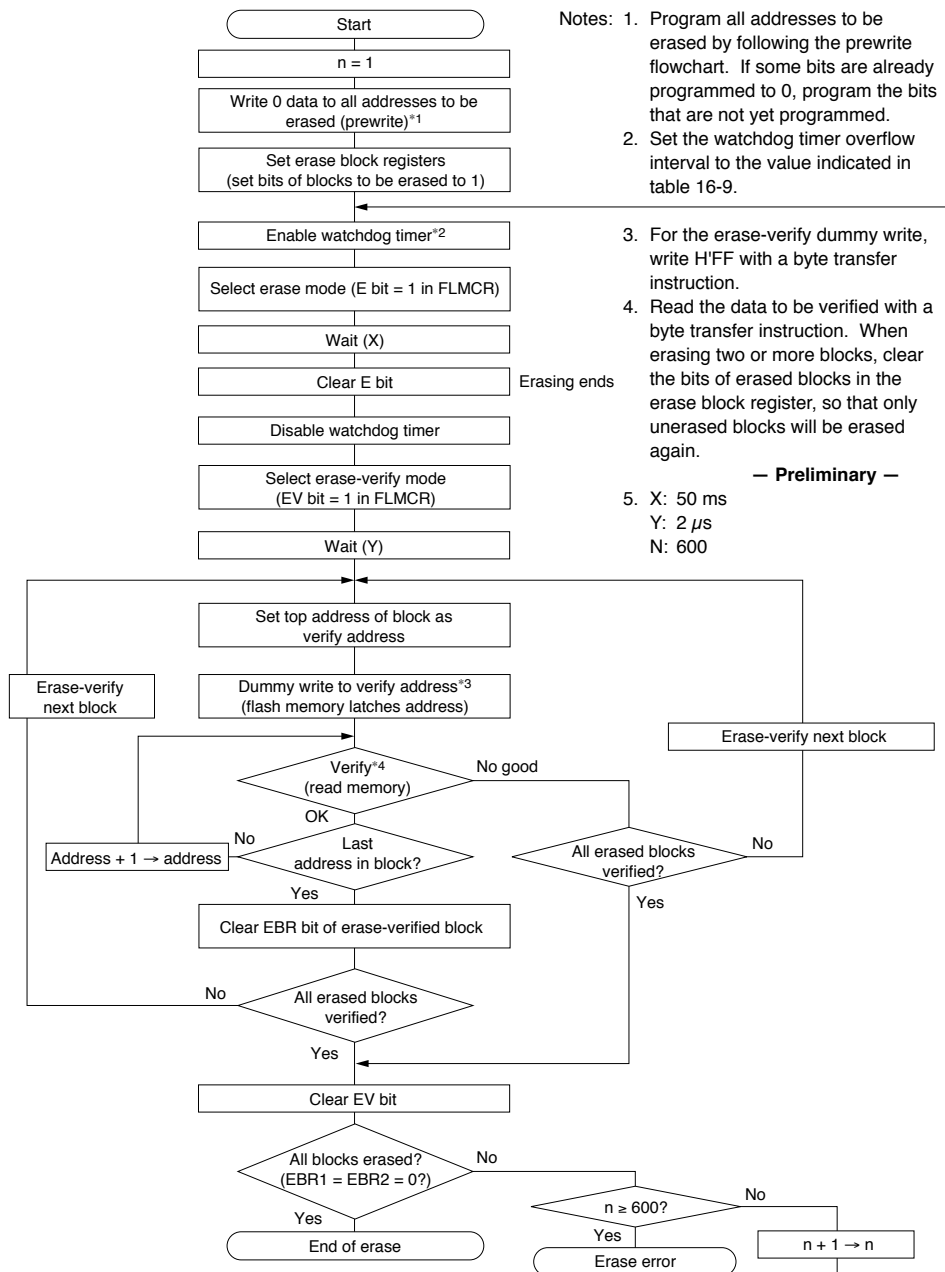 Start
n = 1
Write 0 data to all addresses to be
erased (prewrite)*1
Set erase block registers
(set bits of blocks to be erased to 1)
Enable watchdog timer*2
Select erase mode (E bit = 1 in FLMCR)
Wait (X)
Clear E bit
Erasing ends
Disable watchdog timer
Select erase-verify mode
(EV bit = 1 in FLMCR)
Wait (Y)
Set top address of block as
verify address
Erase-verify
next block
Dummy write to verify address*3
(flash memory latches address)
Erase-verify next block
Verify*4
(read memory)
No good
OK
No
Last
address in block?
Address + 1 → address
All erased blocks
verified?
No
Yes
Yes
Clear EBR bit of erase-verified block
No
All erased blocks
verified?
Yes
Clear EV bit
All blocks erased?
(EBR1 = EBR2 = 0?)
No
n ≥ 600?
No
Yes
Yes
n + 1 → n
End of erase
Erase error
Notes: 1. Program all addresses to be
erased by following the prewrite
flowchart. If some bits are already
programmed to 0, program the bits
that are not yet programmed.
2. Set the watchdog timer overflow
interval to the value indicated in
table 16-9.
3. For the erase-verify dummy write,
write H'FF with a byte transfer
instruction.
4. Read the data to be verified with a
byte transfer instruction. When
erasing two or more blocks, clear
the bits of erased blocks in the
erase block register, so that only
unerased blocks will be erased
again.
— Preliminary —
5. X: 50 ms
Y: 2 µs
N: 600